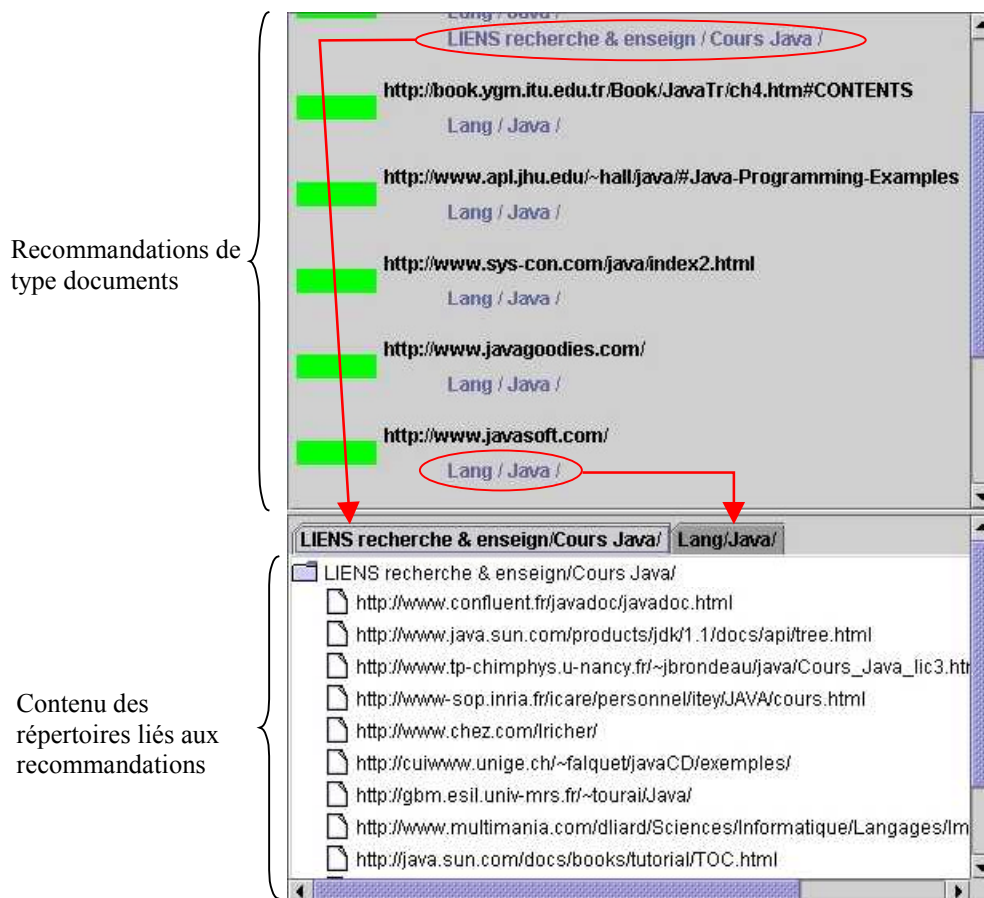 Lang / Java /
LIENS recherche & enseign / Cours Java /
http://book.ygm.itu.edu.tr/Book/JavaTr/ch4.htm#CONTENTS
Lang / Java /
http://www.apl.jhu.edu/~hall/java/#Java-Programming-Examples
Lang / Java /
http://www.sys-con.com/java/index2.html
Lang / Java /
http://www.javagoodies.com/
Lang / Java /
http://www.javasoft.com/
Lang / Java /
Recommandations de
type documents
LIENS recherche & enseign/Cours Java/ Lang/Java/
LIENS recherche & enseign/Cours Java/
http://www.confluent.fr/javadoc/javadoc.html
http://www.java.sun.com/products/jdk/1.1/docs/api/tree.html
http://www.tp-chimphys.u-nancy.fr/~jbrondeau/java/Cours_Java_lic3.htm
http://www-sop.inria.fr/icare/personnel/itey/JAVA/cours.html
http://www.chez.com/lricher/
http://cuiwww.unige.ch/~falquet/javaCD/exemples/
http://gbm.esil.univ-mrs.fr/~tourai/Java/
http://www.multimania.com/dliard/Sciences/Informatique/Langages/Im
http://java.sun.com/docs/books/tutorial/TOC.html
Contenu des
répertoires liés aux
recommandations